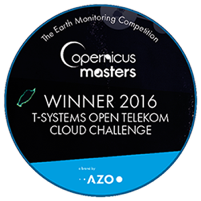 The Earth Monitoring Competition
Copernicus
masters
WINNER 2016
T-SYSTEMS OPEN TELEKOM
CLOUD CHALLENGE
AZO